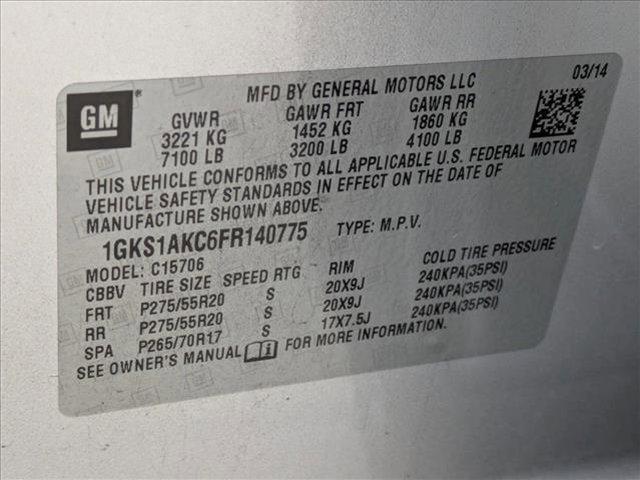 GM
MFD BY GENERAL MOTORS LLC 03/14
GVWR GAWR FRT GAWR RR
3221 KG 1452 KG 1860 KG
7100 LB 3200 LB 4100 LB
THIS VEHICLE CONFORMS TO ALL APPLICABLE U.S. FEDERAL MOTOR
VEHICLE SAFETY STANDARDS IN EFFECT ON THE DATE OF
MANUFACTURE SHOWN ABOVE.
1GKS1AKC6FR140775 TYPE: M.P.V.
MODEL: C15706
CBBV TIRE SIZE SPEED RTG RIM COLD TIRE PRESSURE
FRT P275/55R20 S 20X9J 240KPA(35PSI)
RR P275/55R20 S 20X9J 240KPA(35PSI)
SPA P265/70R17 S 17X7.5J 240KPA(35PSI)
SEE OWNER'S MANUAL FOR MORE INFORMATION.